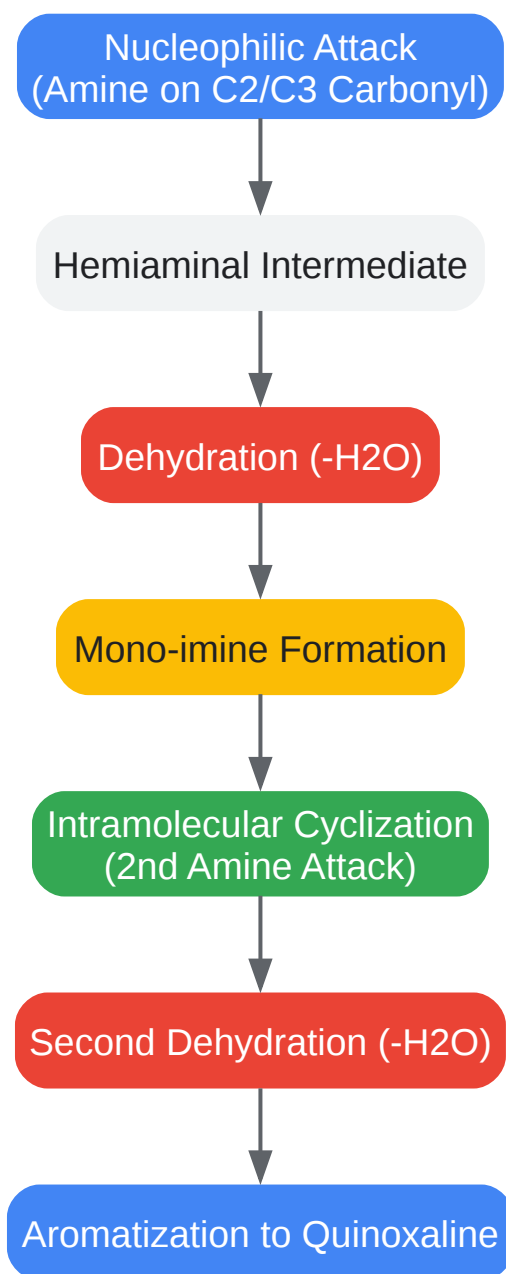 Nucleophilic Attack
(Amine on C2/C3 Carbonyl)
Hemiaminal Intermediate
Dehydration (-H2O)
Mono-imine Formation
Intramolecular Cyclization
(2nd Amine Attack)
Second Dehydration (-H2O)
Aromatization to Quinoxaline